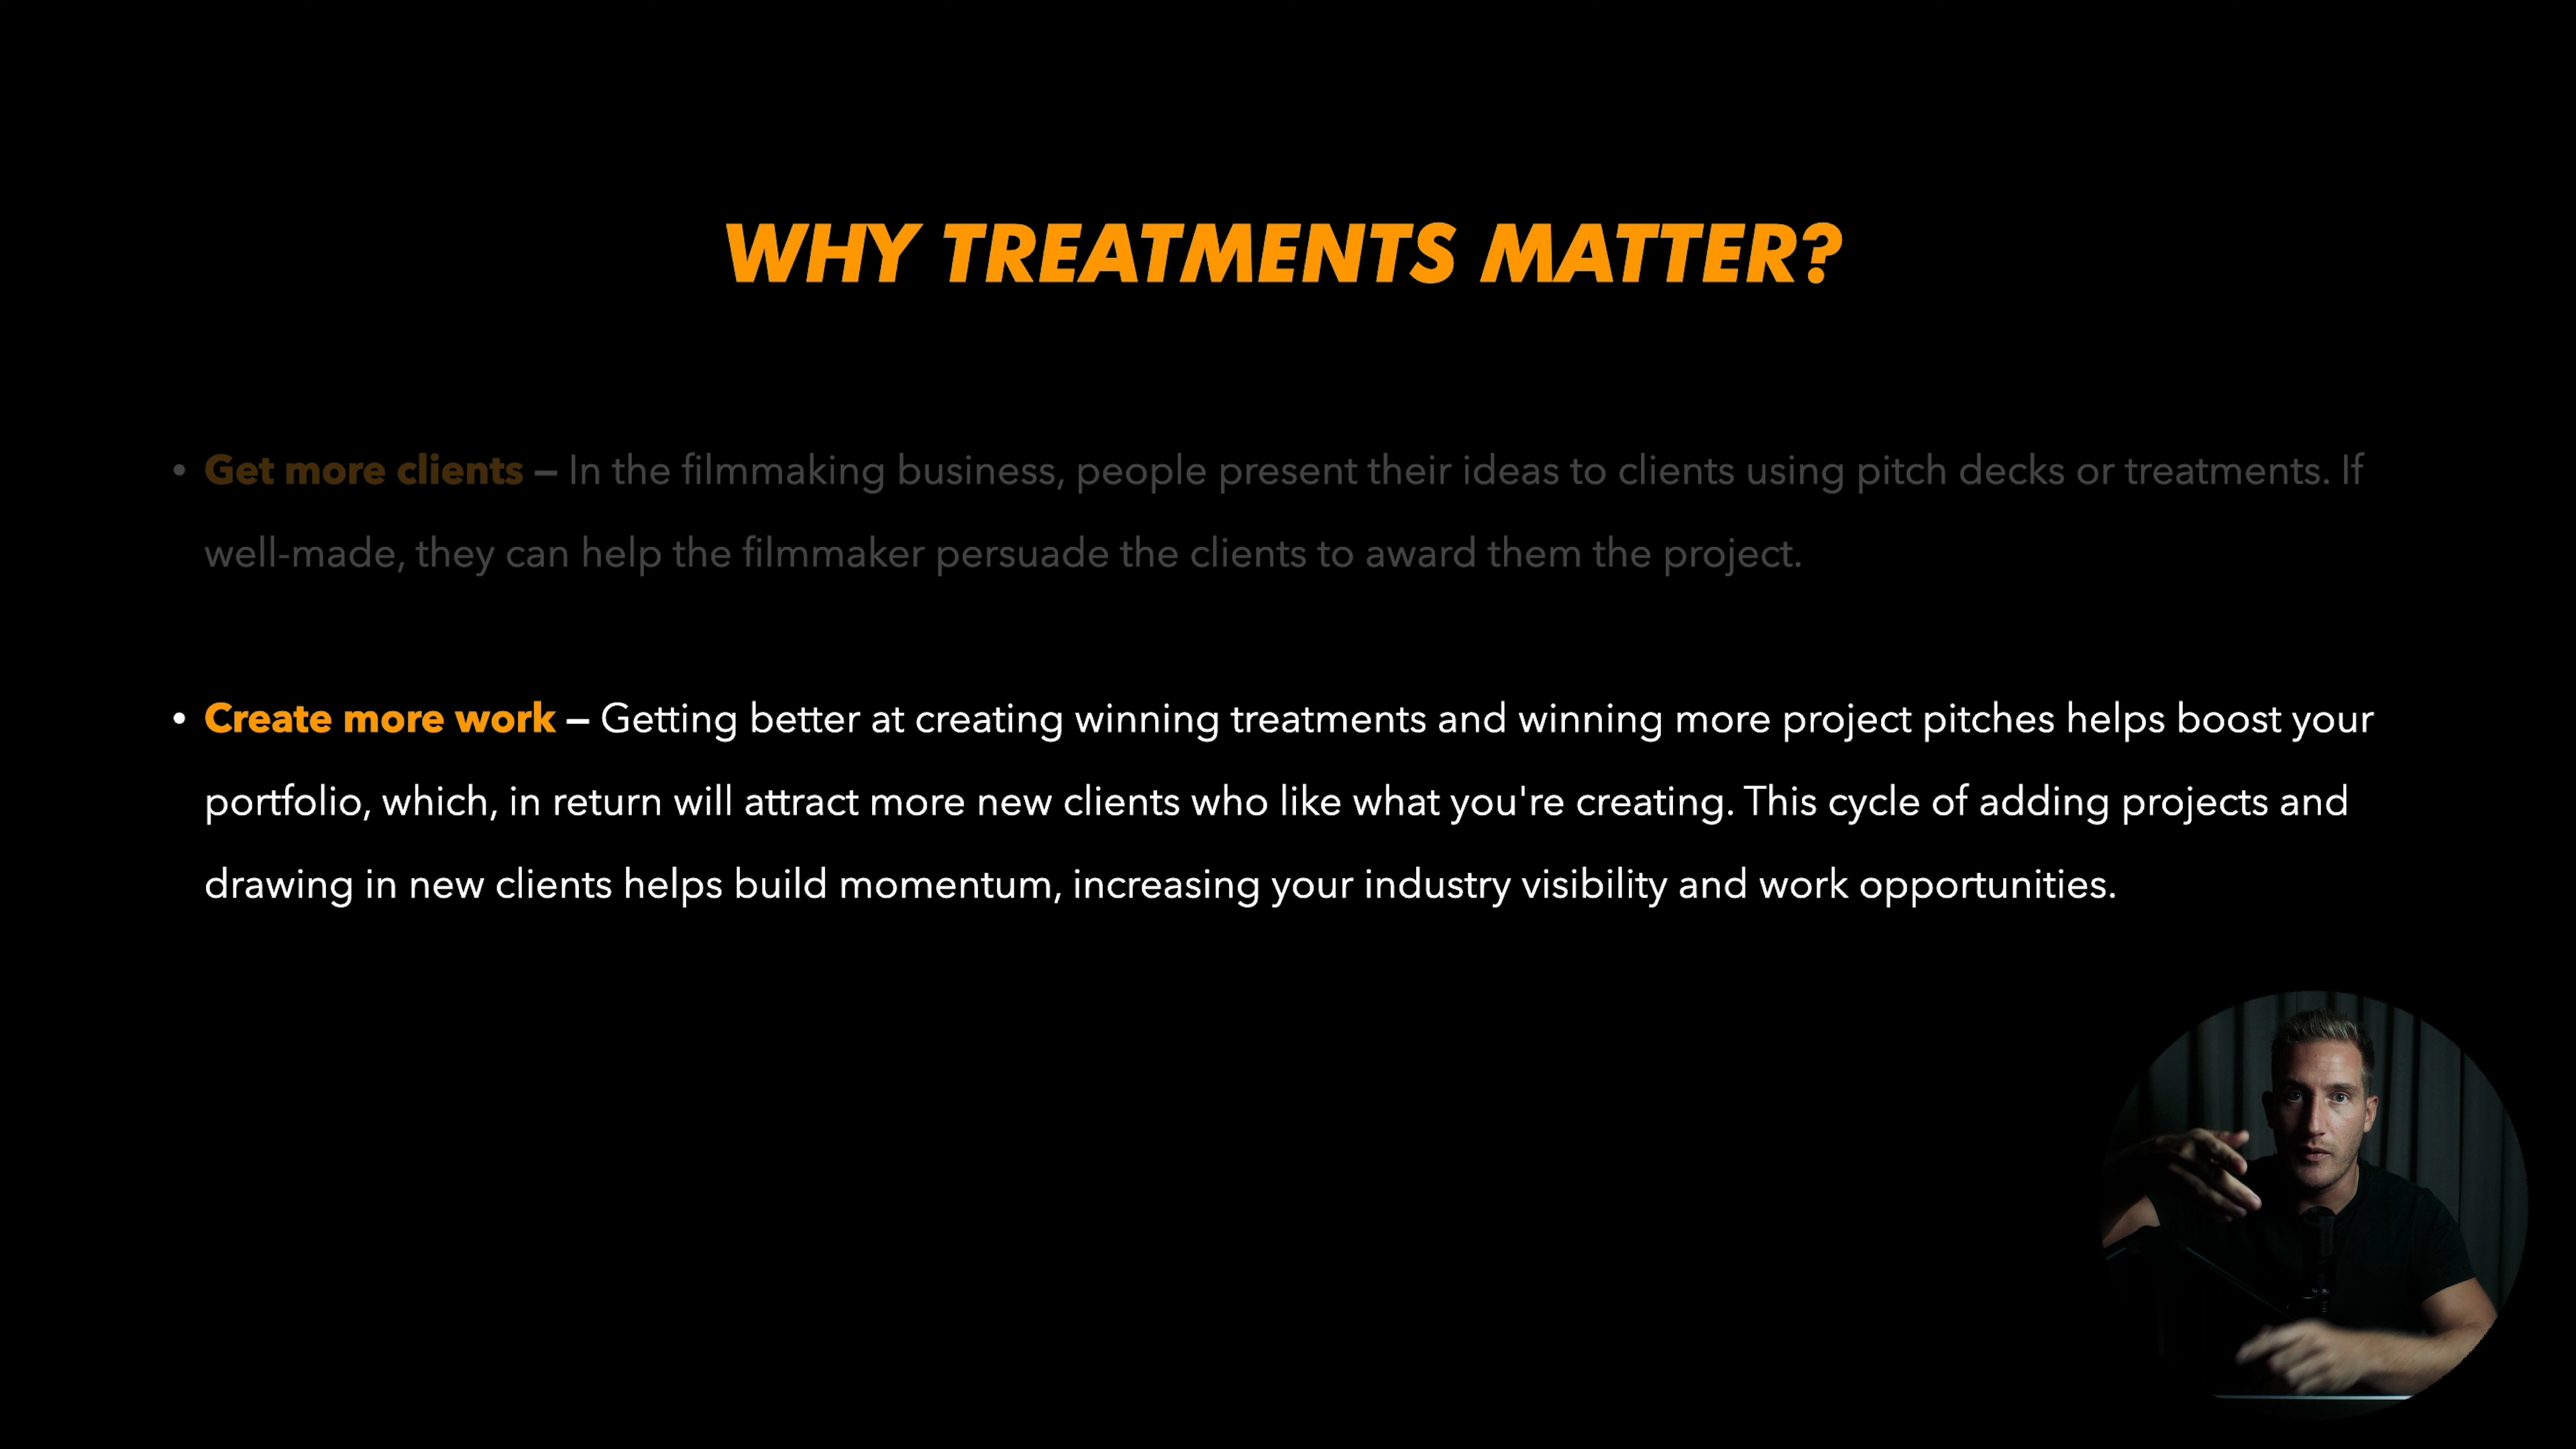 WHY TREATMENTS MATTER?
• Get more clients – In the filmmaking business, people present their ideas to clients using pitch decks or treatments. If
well-made, they can help the filmmaker persuade the clients to award them the project.
• Create more work – Getting better at creating winning treatments and winning more project pitches helps boost your
portfolio, which, in return will attract more new clients who like what you're creating. This cycle of adding projects and
drawing in new clients helps build momentum, increasing your industry visibility and work opportunities.